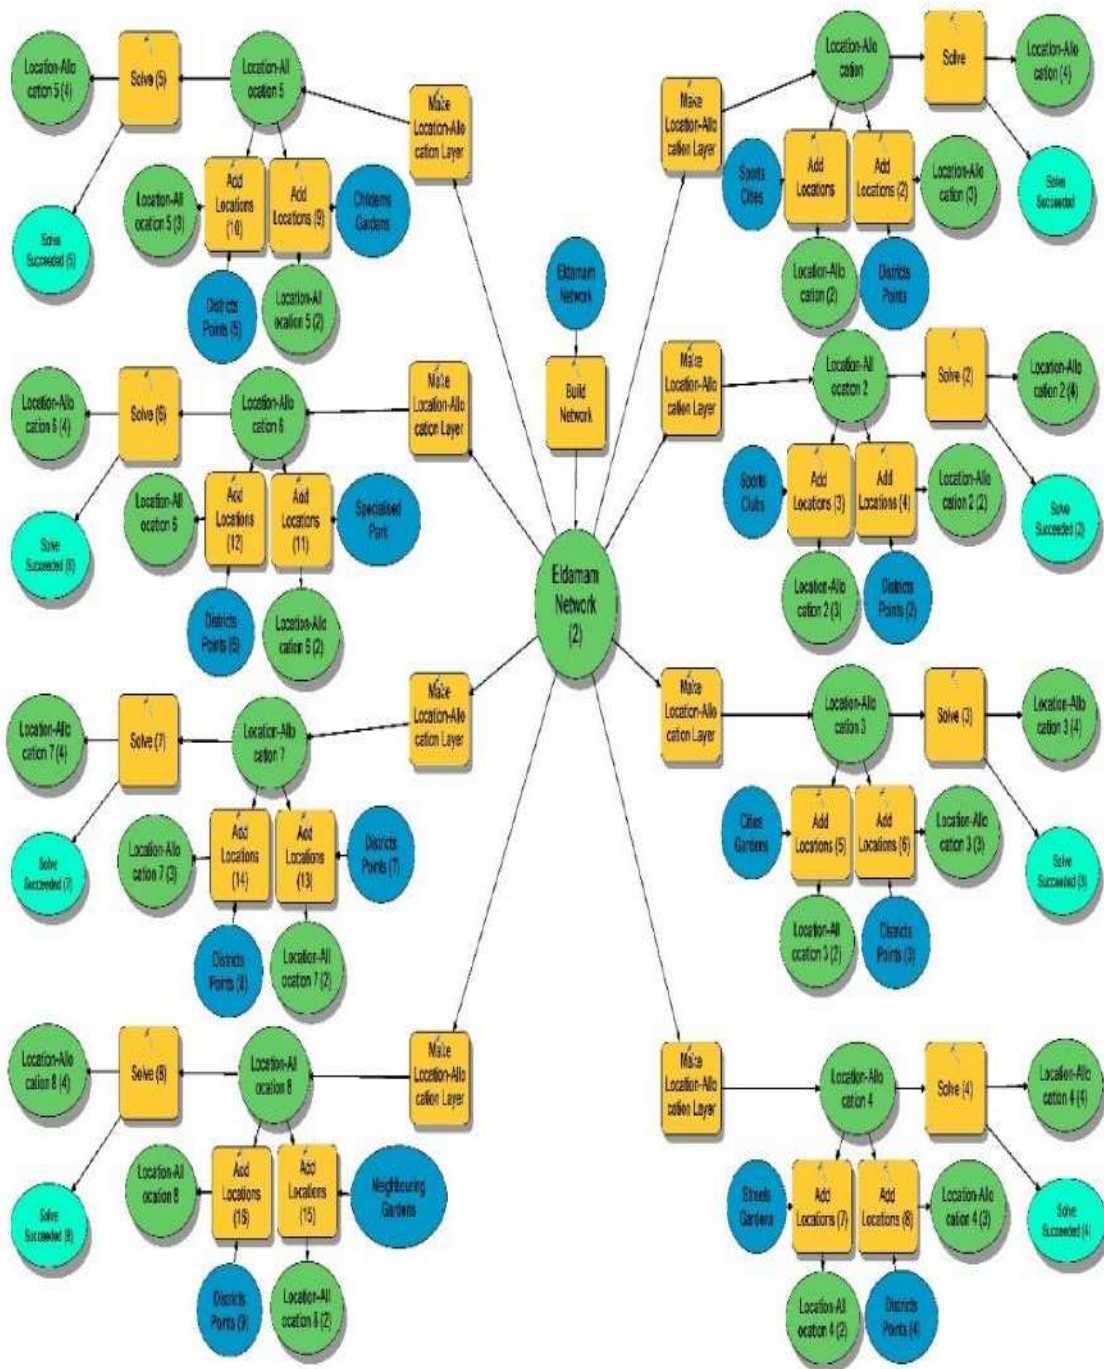 Location-Allo
cation 5 (4)
Solve (5)
Location-All
ocation 5
Make
Location-Allo
cation Layer
Location-All
ocation 5 (3)
Add
Locations
(10)
Add
Locations (9)
Childerns
Gardens
Solve
Succeeded (5)
Districts
Points (5)
Location-All
ocation 5 (2)
Make
Location-Allo
cation Layer
Location-Allo
cation
Solve
Location-Allo
cation (4)
Sports
Cities
Add
Locations
Add
Locations (2)
Location-Allo
cation (3)
Solve
Succeeded
Location-Allo
cation (2)
Districts
Points
Eldamam
Network
Build
Network
Eldamam
Network
(2)
Location-Allo
cation 6 (4)
Solve (6)
Location-Allo
cation 6
Make
Location-Allo
cation Layer
Location-All
ocation 6
Add
Locations
(12)
Add
Locations
(11)
Specialised
Park
Solve
Succeeded (6)
Districts
Points (6)
Location-Allo
cation 6 (2)
Make
Location-Allo
cation Layer
Location-All
ocation 2
Solve (2)
Location-Allo
cation 2 (4)
Sports
Clubs
Add
Locations (3)
Add
Locations (4)
Location-Allo
cation 2 (2)
Solve
Succeeded (2)
Location-Allo
cation 2 (3)
Districts
Points (2)
Location-Allo
cation 7 (4)
Solve (7)
Location-Allo
cation 7
Make
Location-Allo
cation Layer
Location-Allo
cation 7 (3)
Add
Locations
(14)
Add
Locations
(13)
Districts
Points (7)
Solve
Succeeded (7)
Districts
Points (8)
Location-All
ocation 7 (2)
Make
Location-Allo
cation Layer
Location-Allo
cation 3
Solve (3)
Location-Allo
cation 3 (4)
Cities
Gardens
Add
Locations (5)
Add
Locations (6)
Location-Allo
cation 3 (3)
Solve
Succeeded (3)
Location-All
ocation 3 (2)
Districts
Points (3)
Location-Allo
cation 8 (4)
Solve (8)
Location-All
ocation 8
Make
Location-Allo
cation Layer
Location-All
ocation 8
Add
Locations
(16)
Add
Locations
(15)
Neighbouring
Gardens
Solve
Succeeded (8)
Districts
Points (9)
Location-All
ocation 8 (2)
Make
Location-Allo
cation Layer
Location-Allo
cation 4
Solve (4)
Location-Allo
cation 4 (4)
Streets
Gardens
Add
Locations (7)
Add
Locations (8)
Location-Allo
cation 4 (3)
Solve
Succeeded (4)
Location-All
ocation 4 (2)
Districts
Points (4)